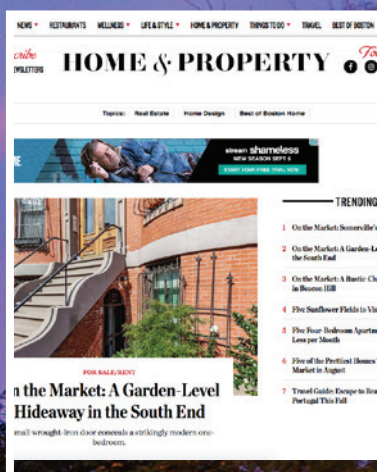 NEWS RESTAURANTS WELLNESS LIFE & STYLE HOME & PROPERTY THINGS TO DO TRAVEL BEST OF BOSTON
cribe
EWSLETTERS
HOME & PROPERTY
Topics: Real Estate Home Design Best of Boston Home
ME
stream shameless
NEW SEASON SEPT 9
START YOUR FREE TRIAL NOW
TRENDING
1 On the Market: Somerville's
2 On the Market: A Garden-L
the South End
3 On the Market: A Rustic Cha
in Beacon Hill
4 Five Sunflower Fields to Vis
5 Five Four-Bedroom Apartm
Less per Month
6 Five of the Prettiest Homes
Market in August
7 Travel Guide: Escape to Bea
Portugal This Fall
FOR SALE/RENT
n the Market: A Garden-Level
Hideaway in the South End
mall wrought-iron door conceals a strikingly modern one-
bedroom.